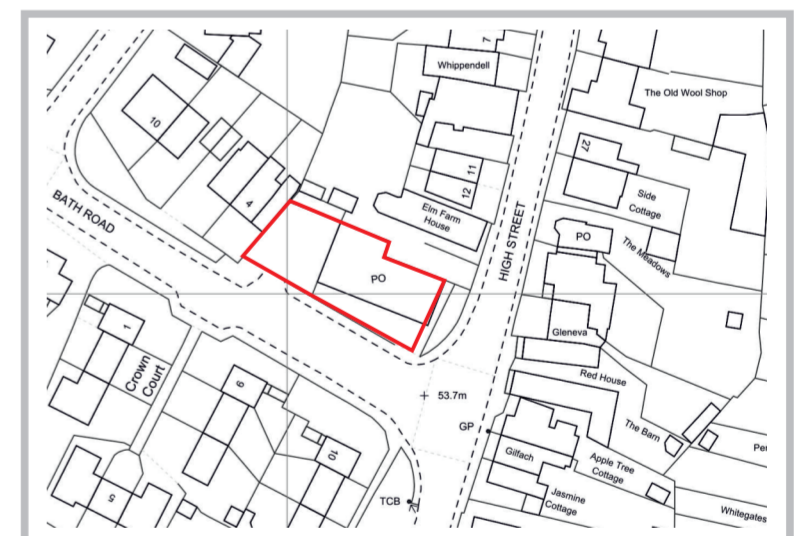 7
Whippendell
The Old Wool Shop
10
27
11
12
4
Side
Cottage
BATH ROAD
Elm Farm
House
HIGH STREET
PO
The Meadows
PO
1
Gleneva
Crown
Court
Red House
9
53.7m
The Barn
GP
Gilfach
Apple Tree
Cottage
10
5
TCB
Jasmine
Cottage
Whitegates